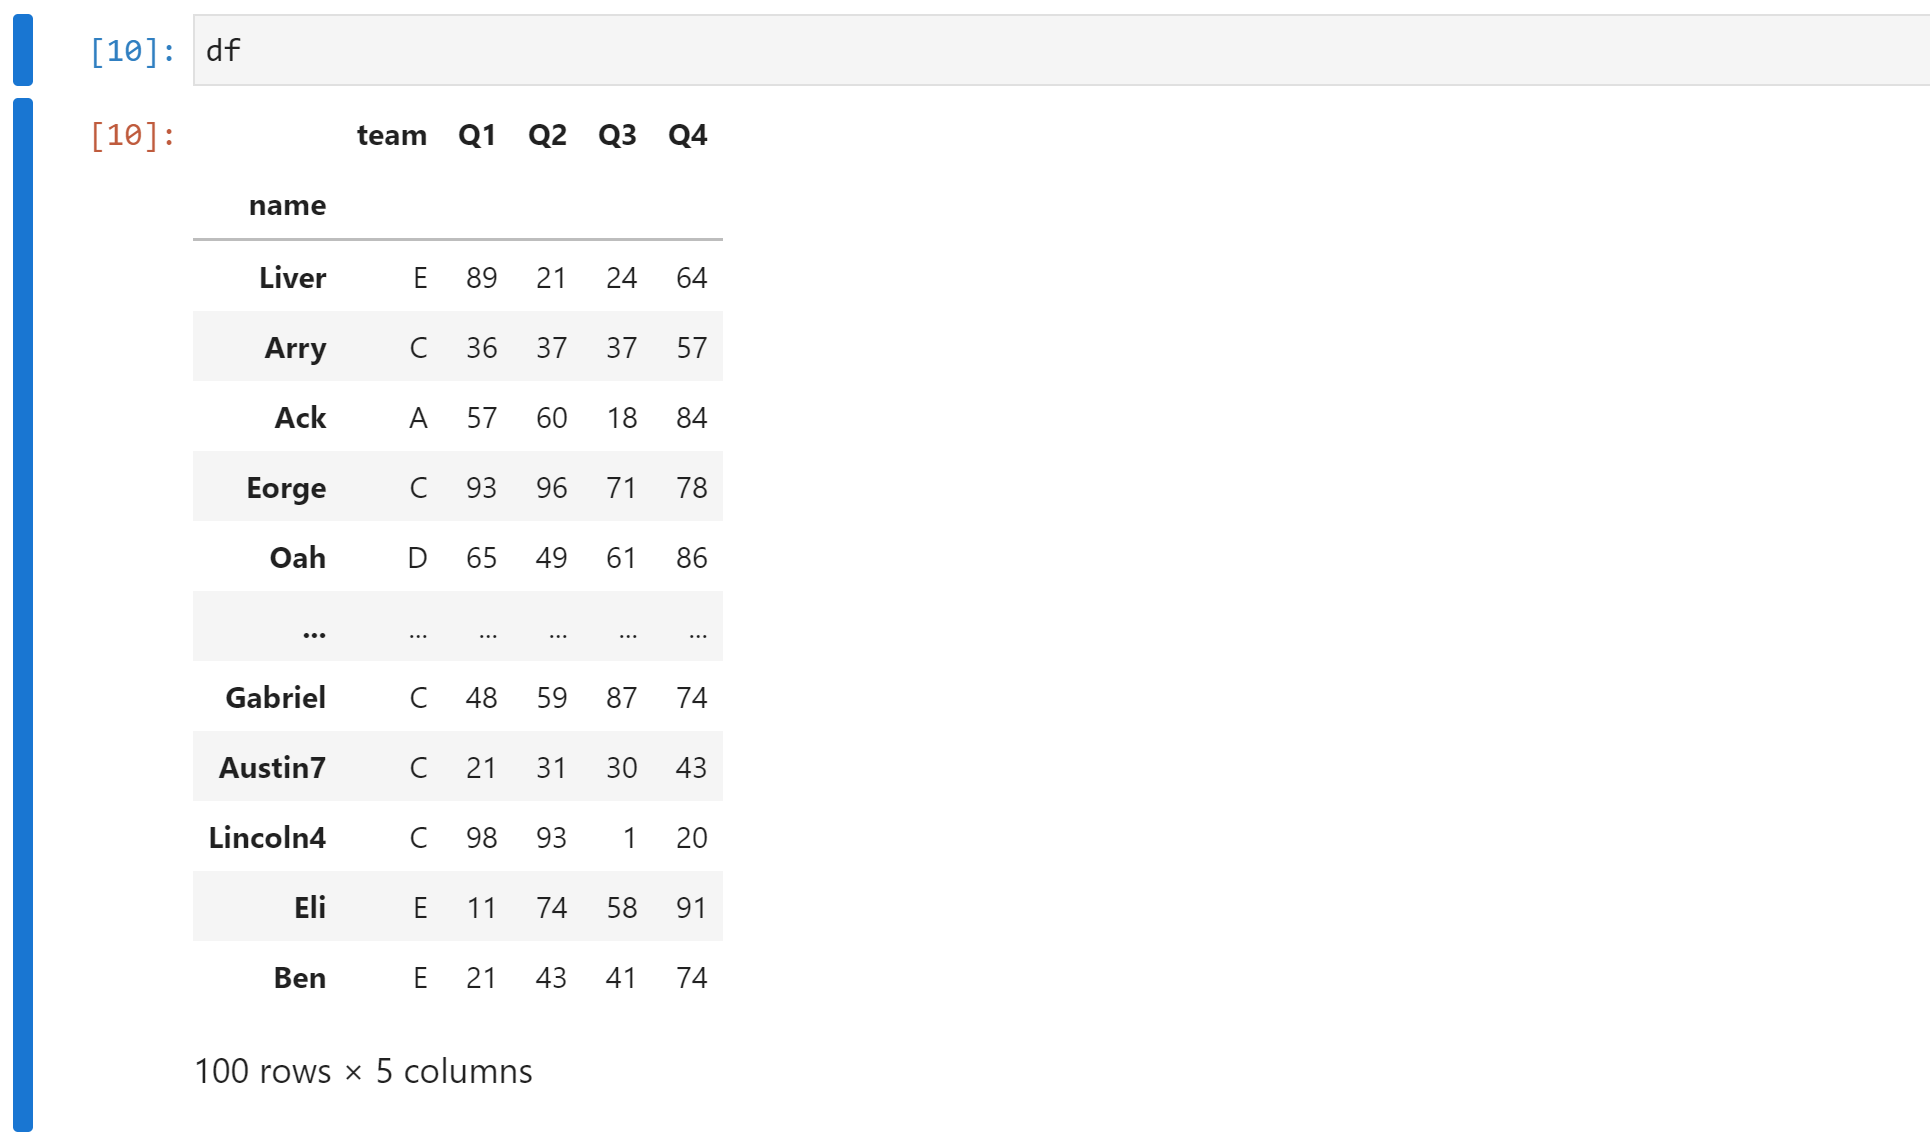 [10]: df
[10]: team Q1 Q2 Q3 Q4
name
Liver E 89 21 24 64
Arry C 36 37 37 57
Ack A 57 60 18 84
Eorge C 93 96 71 78
Oah D 65 49 61 86
... ... ... ... ... ...
Gabriel C 48 59 87 74
Austin7 C 21 31 30 43
Lincoln4 C 98 93 1 20
Eli E 11 74 58 91
Ben E 21 43 41 74
100 rows × 5 columns